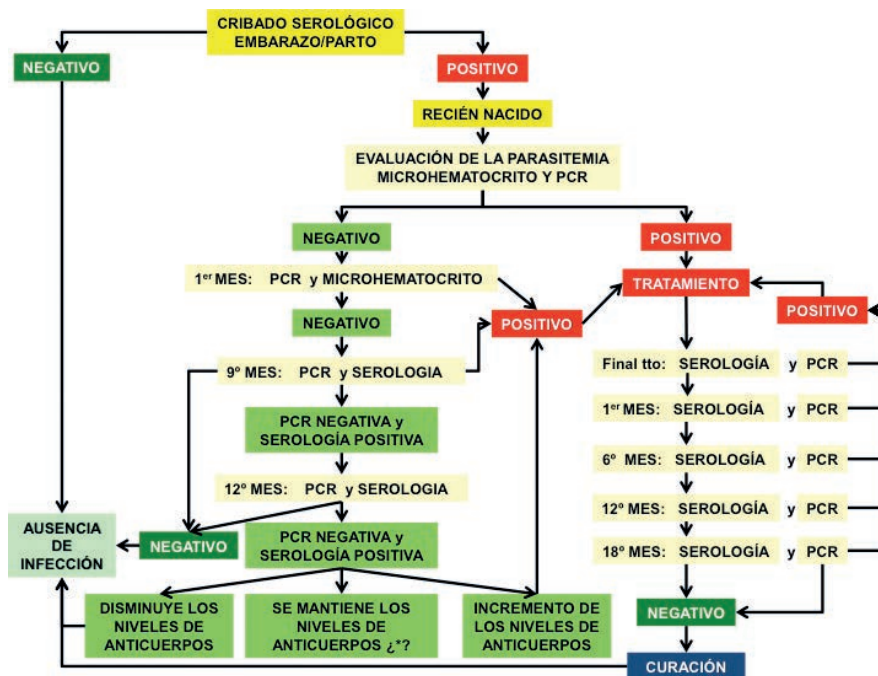 CRIBADO SEROLÓGICO
EMBARAZO/PARTO
NEGATIVO
POSITIVO
RECIÉN NACIDO
EVALUACIÓN DE LA PARASITEMIA
MICROHEMATOCRITO Y PCR
NEGATIVO
POSITIVO
1er MES: PCR y MICROHEMATOCRITO
TRATAMIENTO
NEGATIVO
POSITIVO
POSITIVO
9º MES: PCR y SEROLOGIA
PCR NEGATIVA y
SEROLOGÍA POSITIVA
12º MES: PCR y SEROLOGIA
AUSENCIA
DE
INFECCIÓN
NEGATIVO
PCR NEGATIVA y
SEROLOGÍA POSITIVA
DISMINUYE LOS
NIVELES DE
ANTICUERPOS
SE MANTIENE LOS
NIVELES DE
ANTICUERPOS ¿*?
INCREMENTO DE
LOS NIVELES DE
ANTICUERPOS
Final tto: SEROLOGÍA y PCR
1er MES: SEROLOGÍA y PCR
6º MES: SEROLOGÍA y PCR
12º MES: SEROLOGÍA y PCR
18º MES: SEROLOGÍA y PCR
NEGATIVO
CURACIÓN